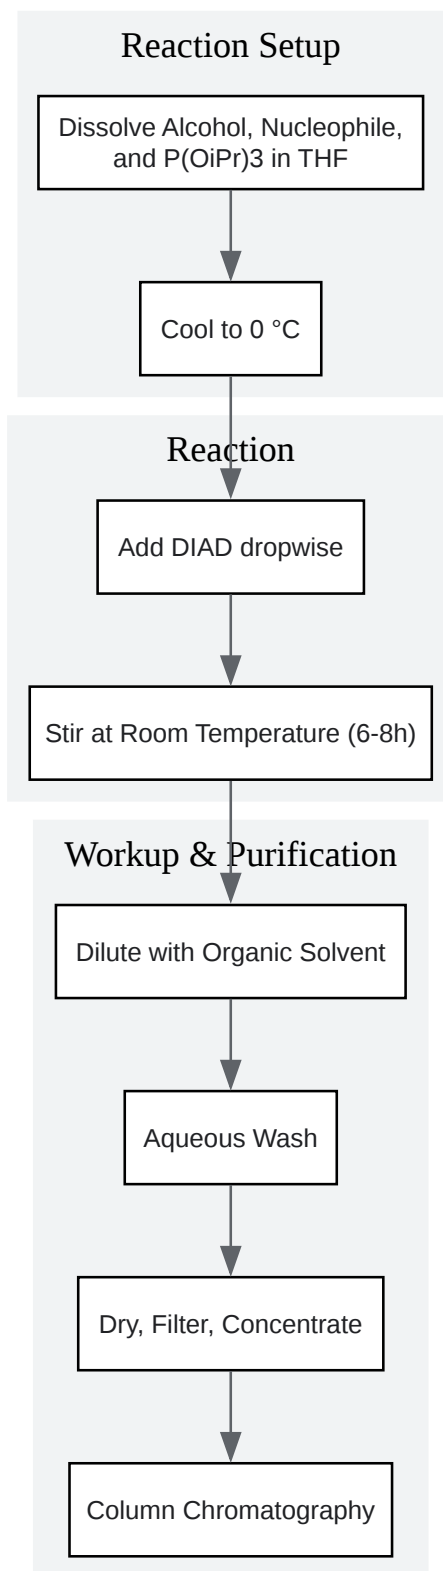 Reaction Setup
Dissolve Alcohol, Nucleophile,
and P(OiPr)3 in THF
Cool to 0 °C
Reaction
Add DIAD dropwise
Stir at Room Temperature (6-8h)
Workup & Purification
Dilute with Organic Solvent
Aqueous Wash
Dry, Filter, Concentrate
Column Chromatography